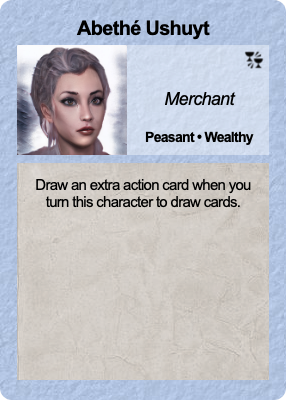 Abethé Ushuyt
Merchant
Peasant • Wealthy
Draw an extra action card when you
turn this character to draw cards.